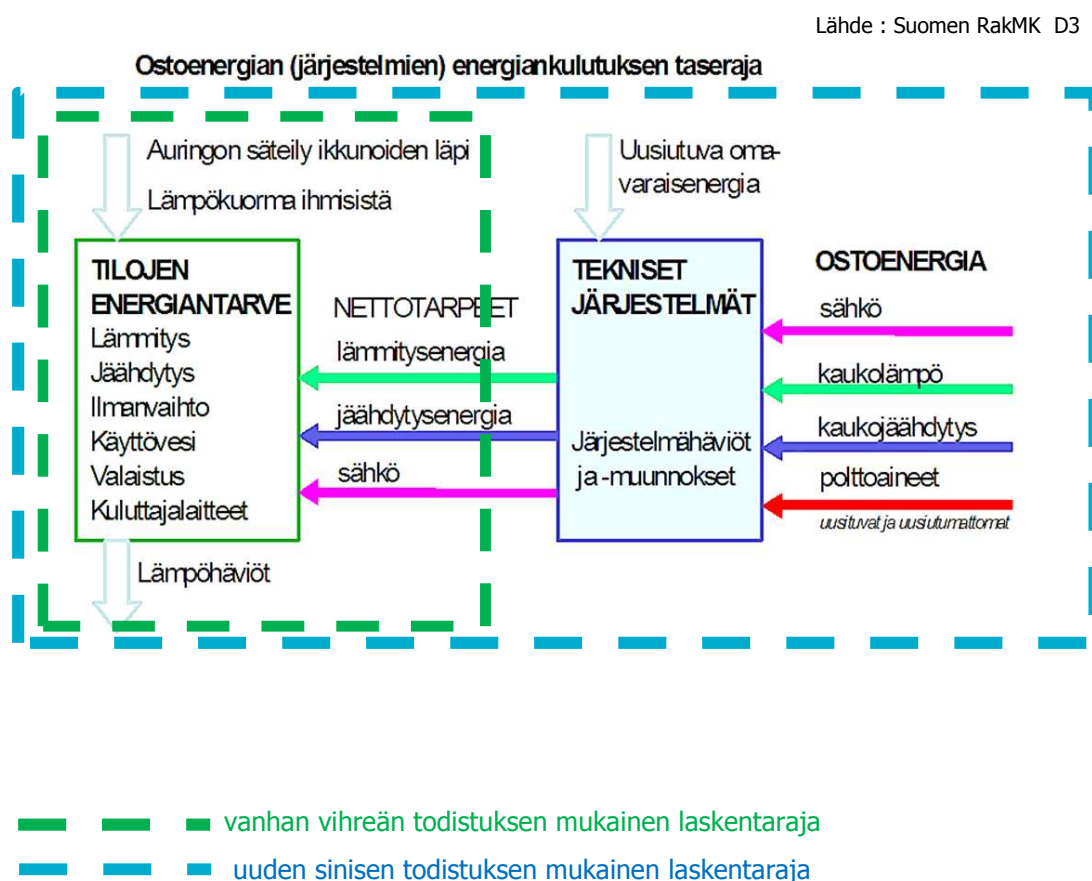 Lähde : Suomen RakMK D3
Ostoenergian (järjestelmien) energiankulutuksen taseraja
Auringon säteily ikkunoiden läpi
Lämpökuorma ihmisistä
Uusiutuva oma-
varaisenergia
TILOJEN
ENERGIANTARVE
Lämmitys
Jäähdytys
Ilmanvaihto
Käyttövesi
Valaistus
Kuluttajalaitteet
NETTOTARPEET
lämmitysenergia
jäähdytysenergia
sähkö
TEKNISET
JÄRJESTELMÄT
Järjestelmähäviöt
ja -muunnokset
OSTOENERGIA
sähkö
kaukolämpö
kaukojäähdytys
polttoaineet
uusituvat ja uusiutumattomat
Lämpöhäviöt
vanhan vihreän todistuksen mukainen laskentaraja
uuden sinisen todistuksen mukainen laskentaraja